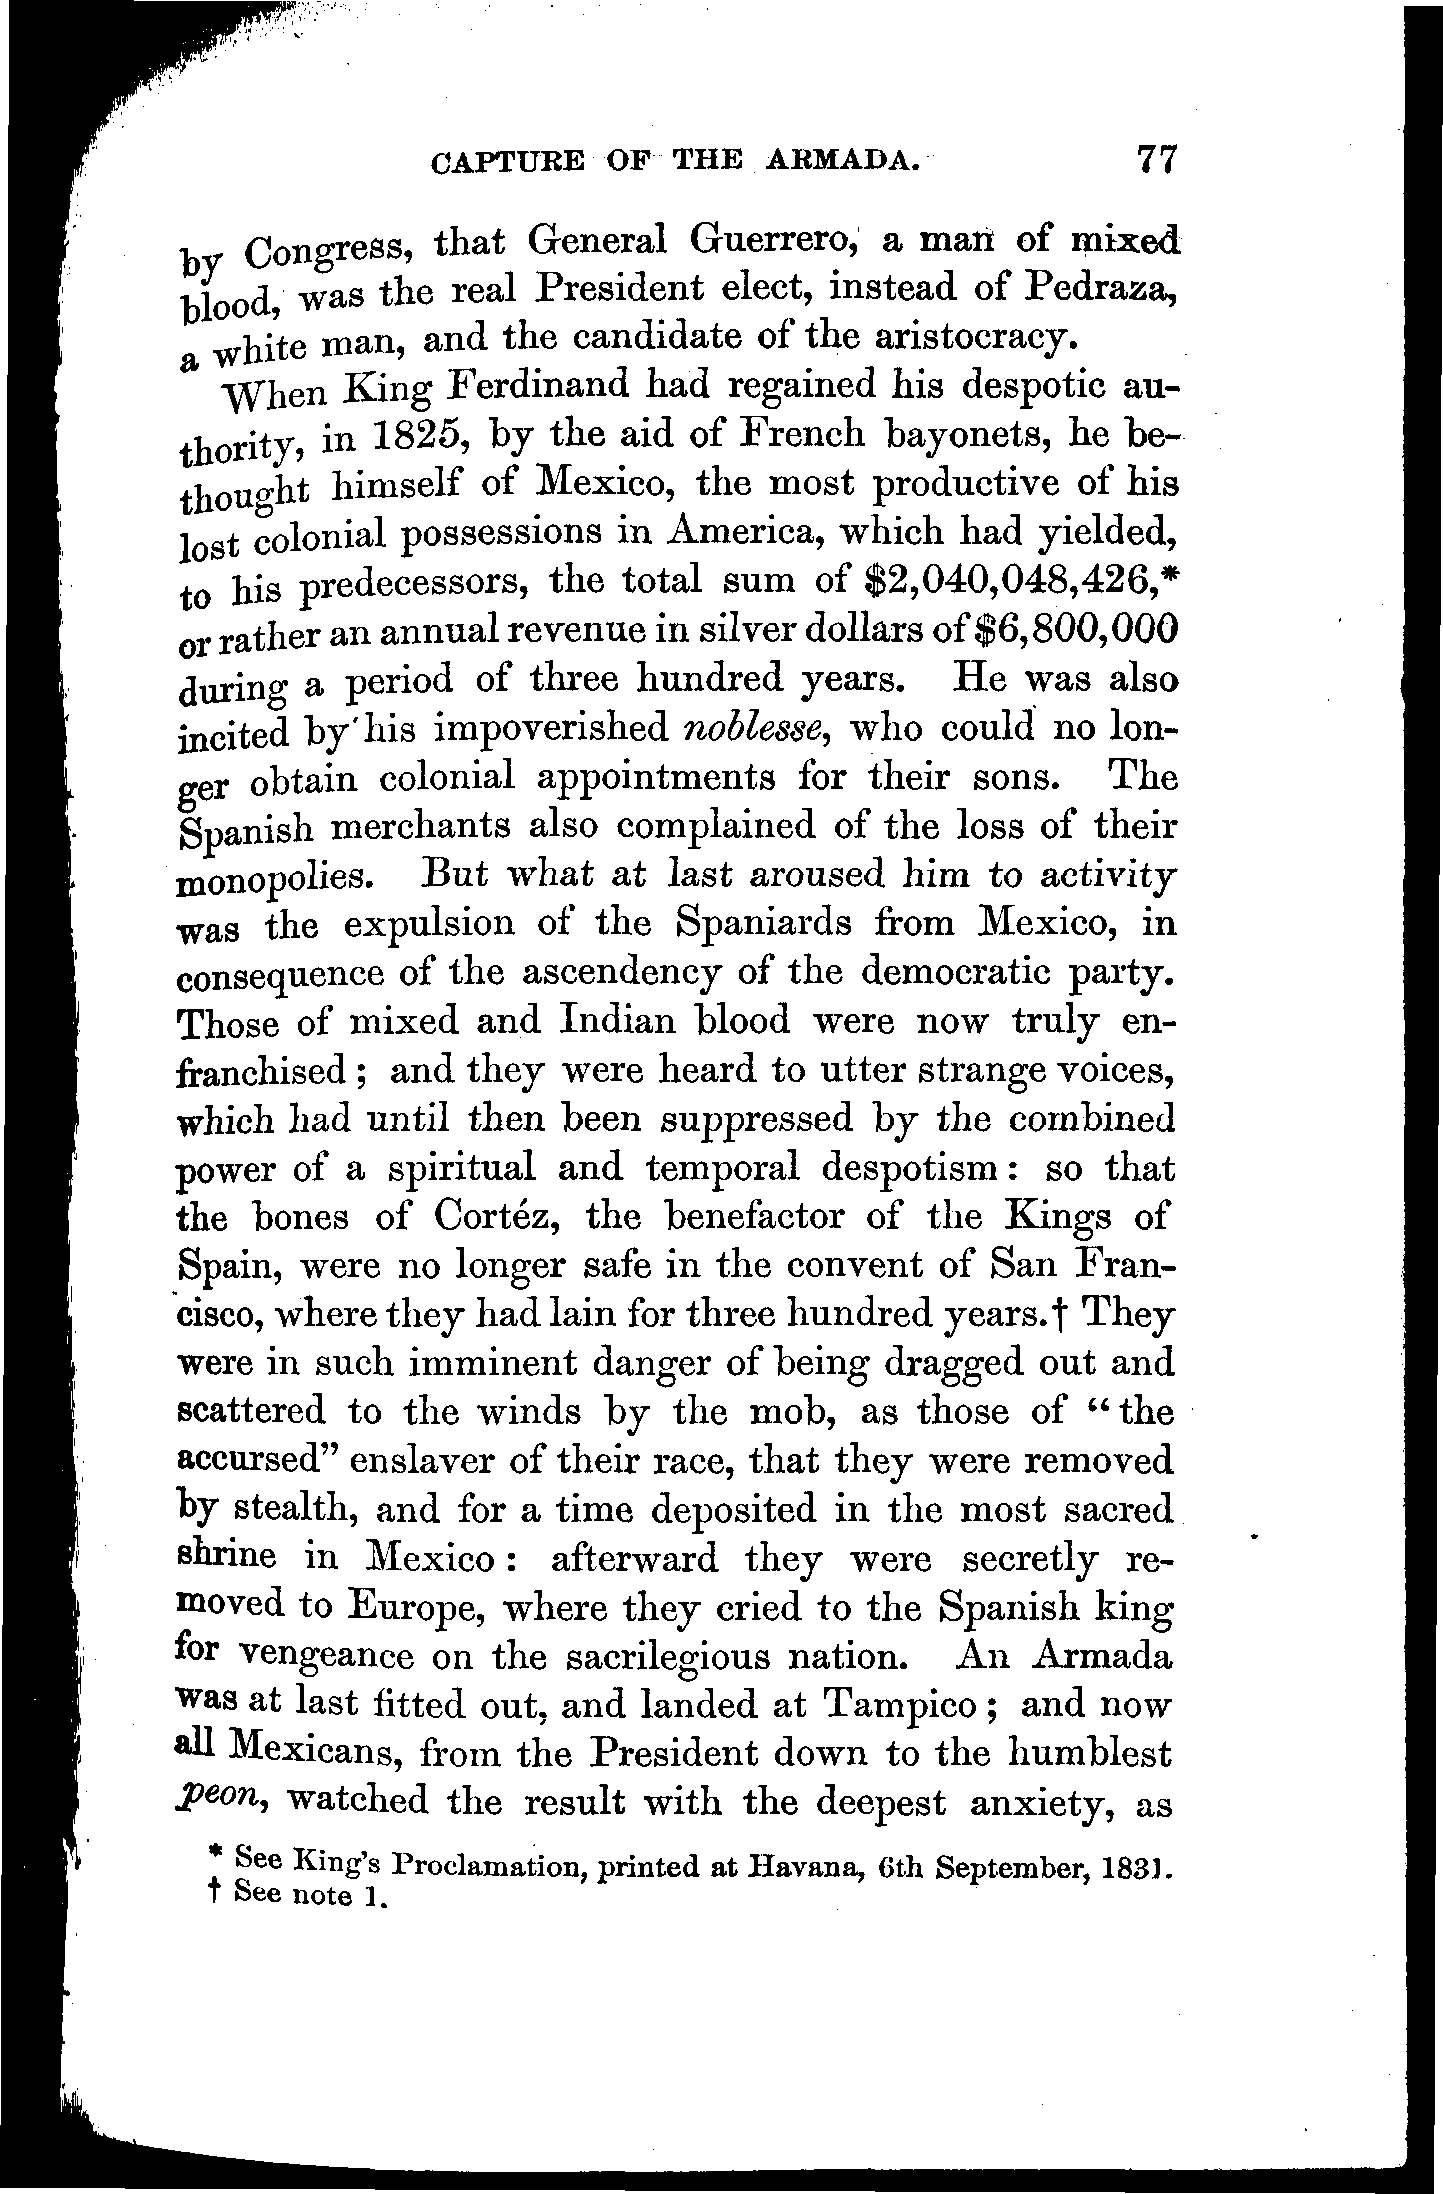 CAPTURE OF THE ARMADA. 77
by Congress, that General Guerrero, a man of mixed
blood, was the real President elect, instead of Pedraza,
a white man, and the candidate of the aristocracy.
When King Ferdinand had regained his despotic au-
thority, in 1825, by the aid of French bayonets, he be-
thought himself of Mexico, the most productive of his
lost colonial possessions in America, which had yielded,
to his predecessors, the total sum of $2,040,048,426,*
or rather an annual revenue in silver dollars of $6,800,000
during a period of three hundred years. He was also
incited by his impoverished noblesse, who could no lon-
ger obtain colonial appointments for their sons. The
Spanish merchants also complained of the loss of their
monopolies. But what at last aroused him to activity
was the expulsion of the Spaniards from Mexico, in
consequence of the ascendency of the democratic party.
Those of mixed and Indian blood were now truly en-
franchised; and they were heard to utter strange voices,
which had until then been suppressed by the combined
power of a spiritual and temporal despotism: so that
the bones of Cortéz, the benefactor of the Kings of
Spain, were no longer safe in the convent of San Fran-
cisco, where they had lain for three hundred years.† They
were in such imminent danger of being dragged out and
scattered to the winds by the mob, as those of "the
accursed" enslaver of their race, that they were removed
by stealth, and for a time deposited in the most sacred
shrine in Mexico: afterward they were secretly re-
moved to Europe, where they cried to the Spanish king
for vengeance on the sacrilegious nation. An Armada
was at last fitted out, and landed at Tampico; and now
all Mexicans, from the President down to the humblest
peon, watched the result with the deepest anxiety, as
* See King's Proclamation, printed at Havana, 6th September, 1831.
† See note 1.